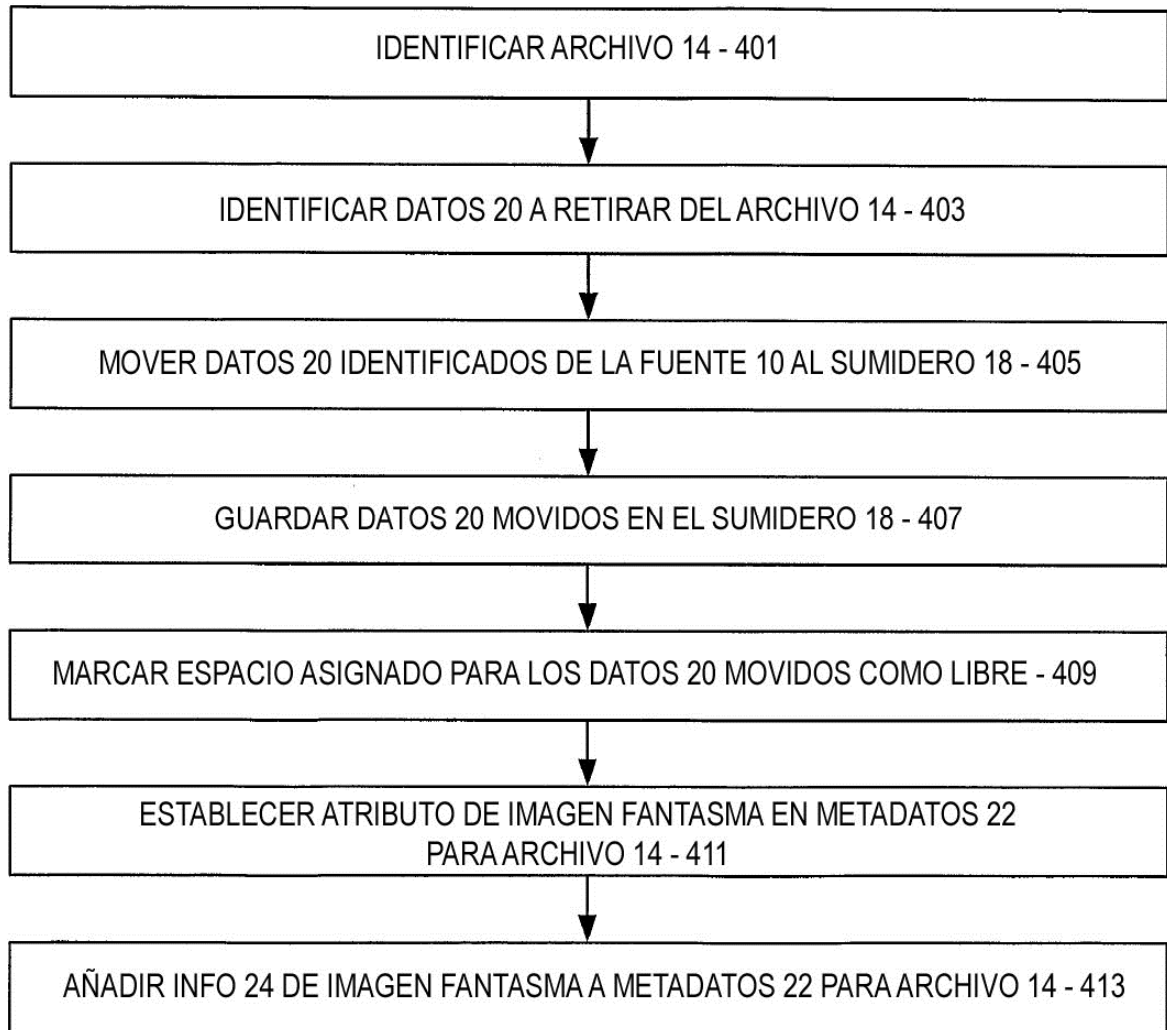 IDENTIFICAR ARCHIVO 14 - 401
IDENTIFICAR DATOS 20 A RETIRAR DEL ARCHIVO 14 - 403
MOVER DATOS 20 IDENTIFICADOS DE LA FUENTE 10 AL SUMIDERO 18 - 405
GUARDAR DATOS 20 MOVIDOS EN EL SUMIDERO 18 - 407
MARCAR ESPACIO ASIGNADO PARA LOS DATOS 20 MOVIDOS COMO LIBRE - 409
ESTABLECER ATRIBUTO DE IMAGEN FANTASMA EN METADATOS 22
PARA ARCHIVO 14 - 411
AÑADIR INFO 24 DE IMAGEN FANTASMA A METADATOS 22 PARA ARCHIVO 14 - 413